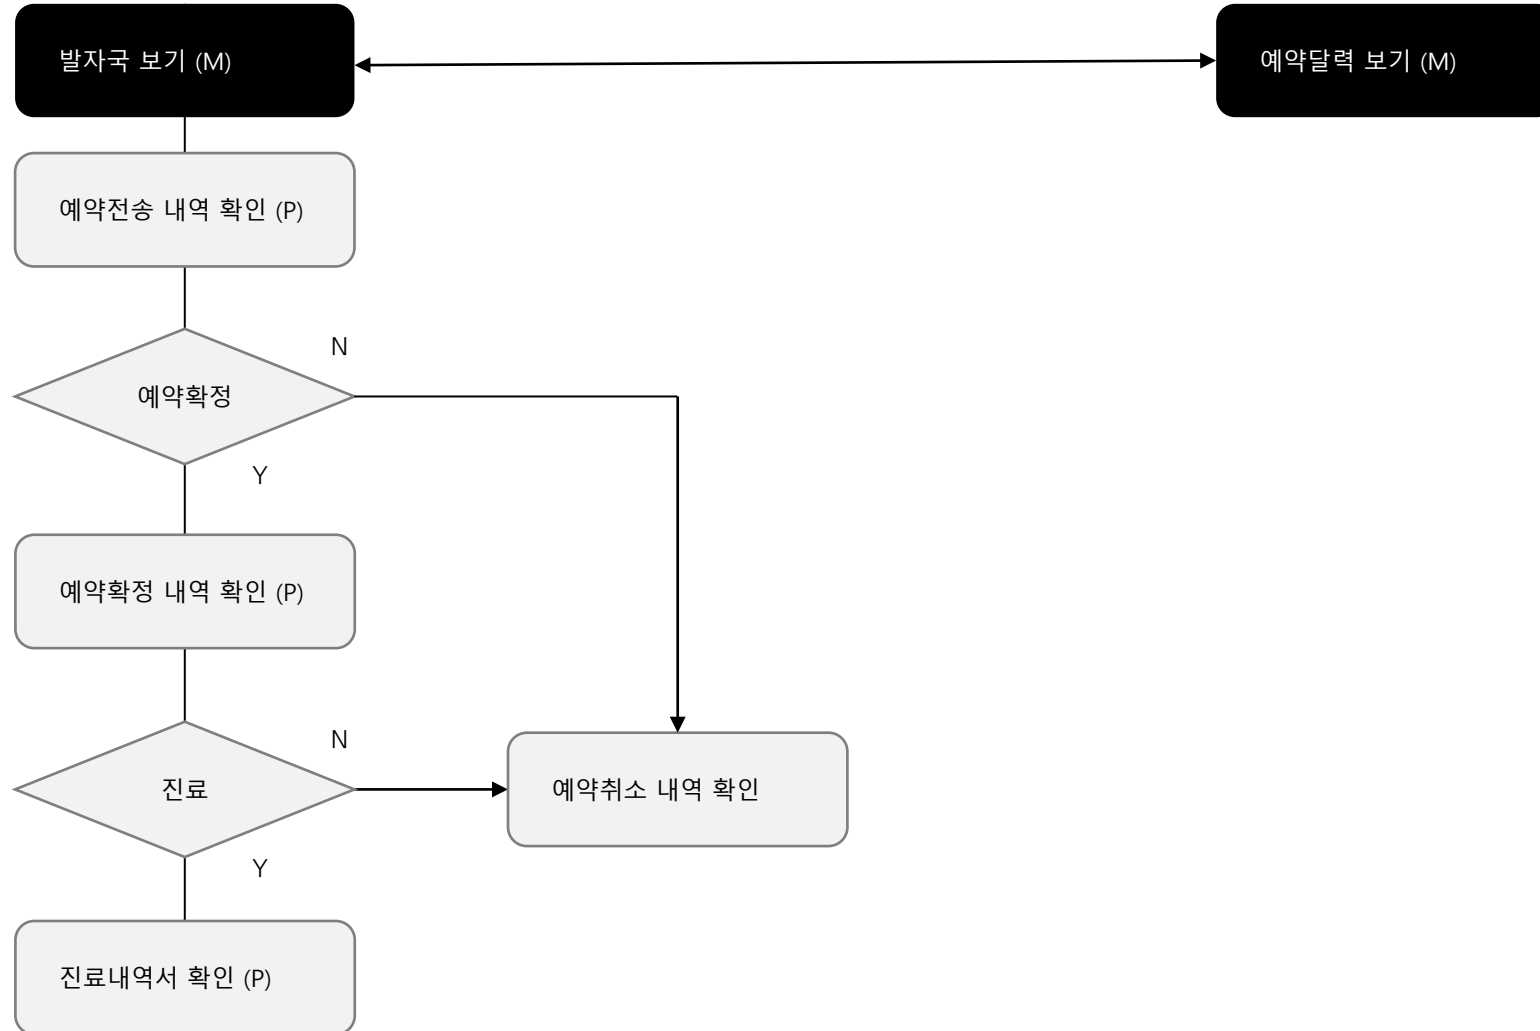 발자국 보기 (M)
예약달력 보기 (M)
예약전송 내역 확인 (P)
N
예약확정
Y
예약확정 내역 확인 (P)
N
진료
예약취소 내역 확인
Y
진료내역서 확인 (P)